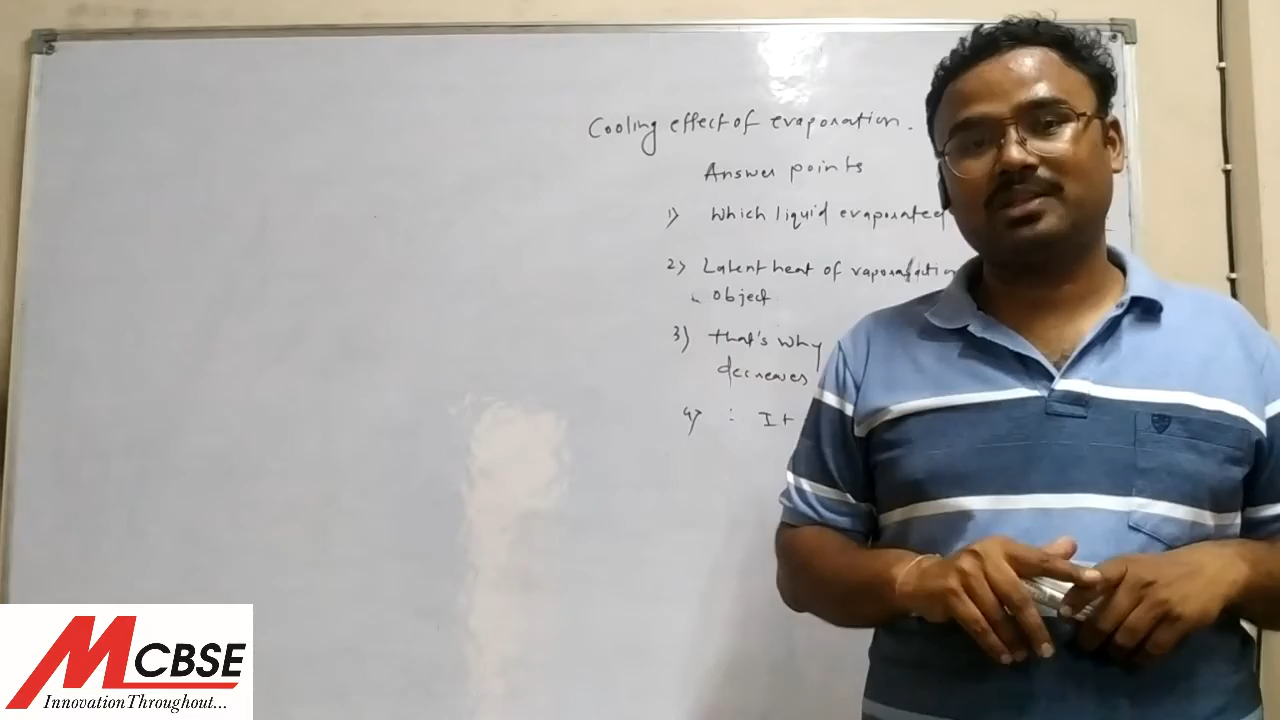 Cooling effect of evaporation.
Answer points
1) Which liquid evaporated
2) Latent heat of
object
3) that's why
decreases
4) ∴ It
MCBSE
Innovation Throughout...